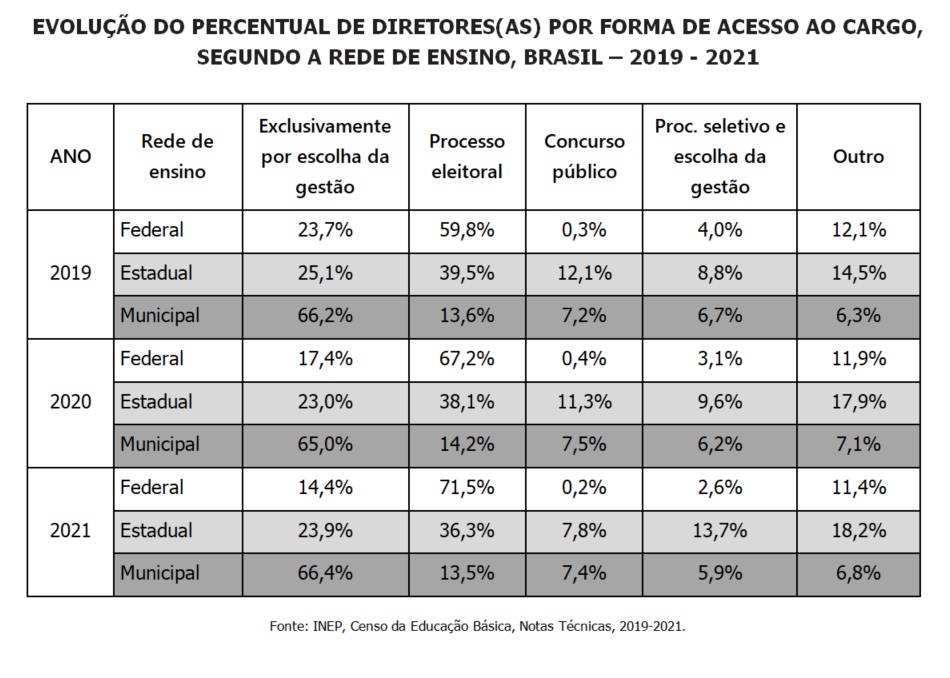 EVOLUÇÃO DO PERCENTUAL DE DIRETORES(AS) POR FORMA DE ACESSO AO CARGO,
SEGUNDO A REDE DE ENSINO, BRASIL – 2019 - 2021
ANO Rede de ensino Exclusivamente por escolha da gestão Processo eleitoral Concurso público Proc. seletivo e escolha da gestão Outro
2019 Federal 23,7% 59,8% 0,3% 4,0% 12,1%
Estadual 25,1% 39,5% 12,1% 8,8% 14,5%
Municipal 66,2% 13,6% 7,2% 6,7% 6,3%
2020 Federal 17,4% 67,2% 0,4% 3,1% 11,9%
Estadual 23,0% 38,1% 11,3% 9,6% 17,9%
Municipal 65,0% 14,2% 7,5% 6,2% 7,1%
2021 Federal 14,4% 71,5% 0,2% 2,6% 11,4%
Estadual 23,9% 36,3% 7,8% 13,7% 18,2%
Municipal 66,4% 13,5% 7,4% 5,9% 6,8%
Fonte: INEP, Censo da Educação Básica, Notas Técnicas, 2019-2021.